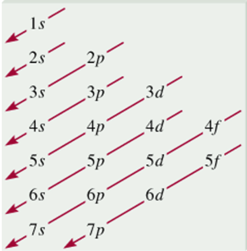 1s
2s 2p
3s 3p 3d
4s 4p 4d 4f
5s 5p 5d 5f
6s 6p 6d
7s 7p